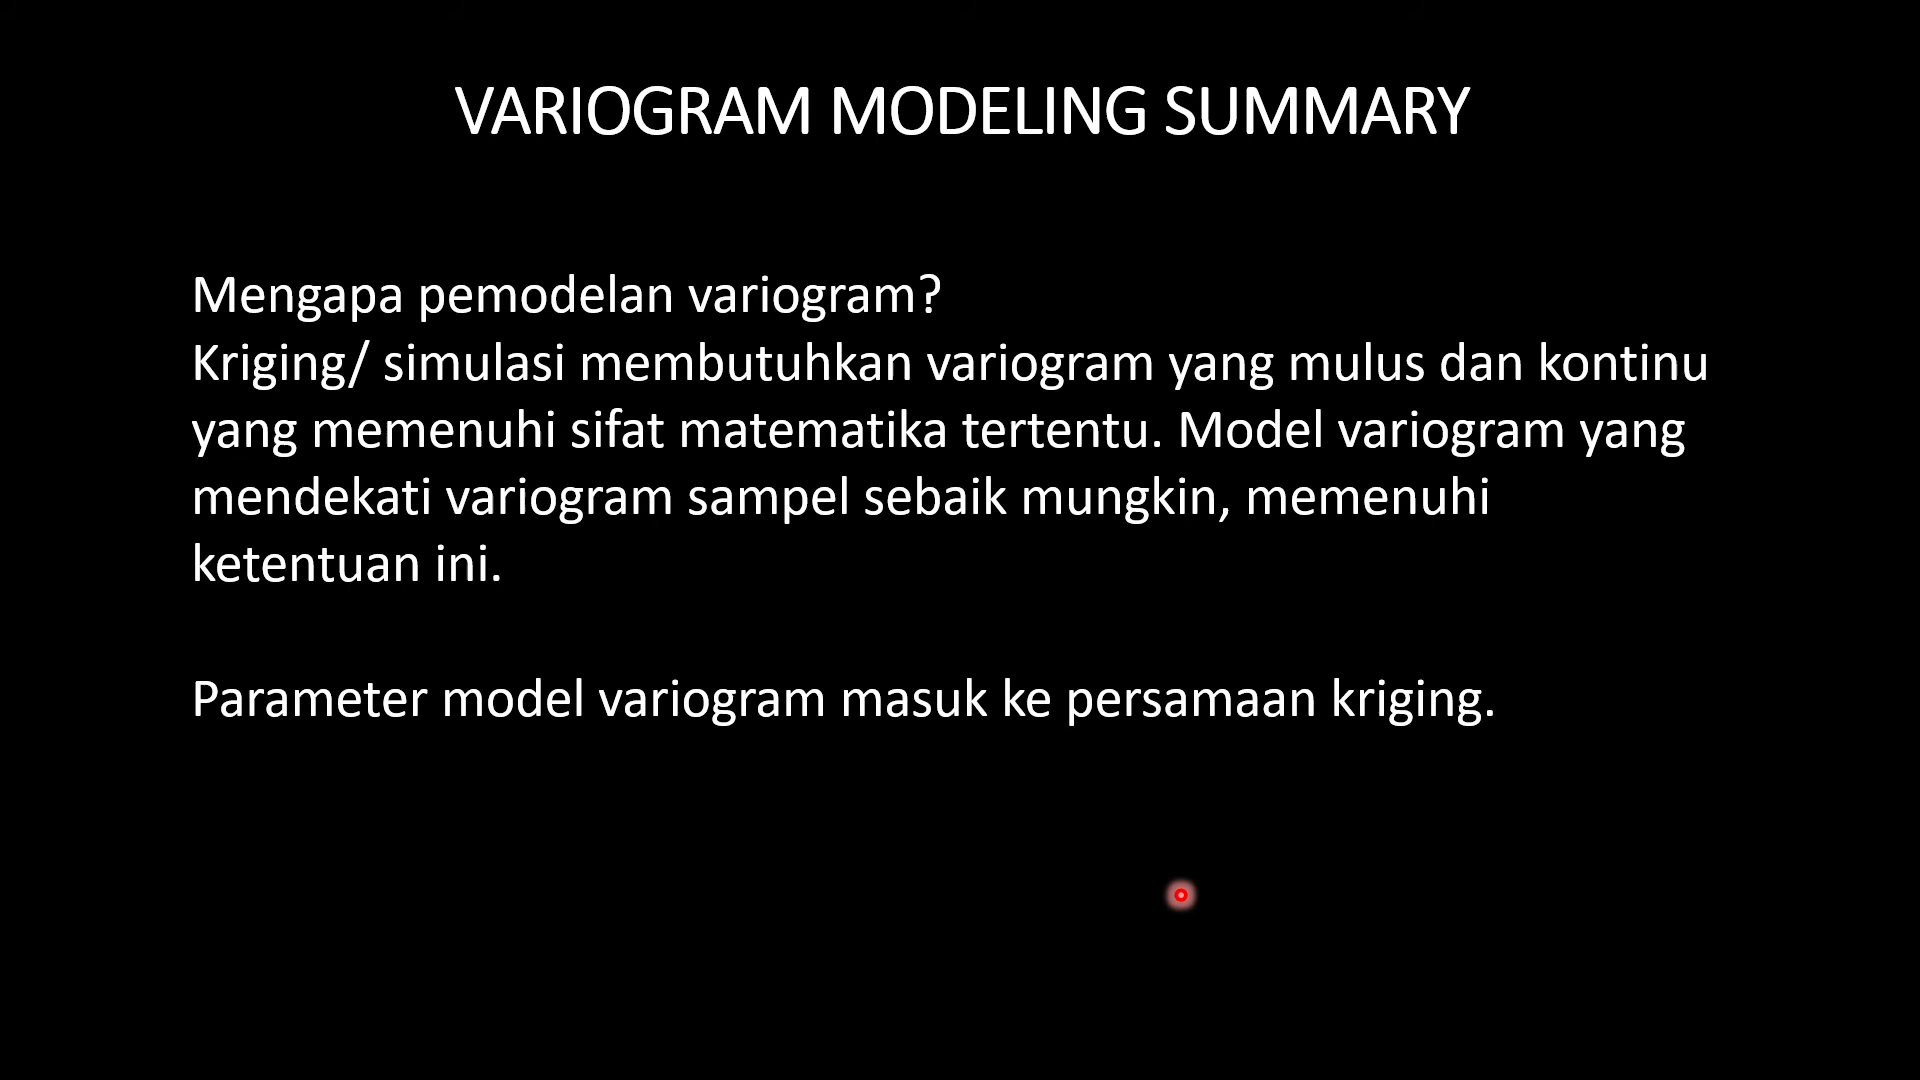 VARIOGRAM MODELING SUMMARY
Mengapa pemodelan variogram?
Kriging/ simulasi membutuhkan variogram yang mulus dan kontinu
yang memenuhi sifat matematika tertentu. Model variogram yang
mendekati variogram sampel sebaik mungkin, memenuhi
ketentuan ini.
Parameter model variogram masuk ke persamaan kriging.